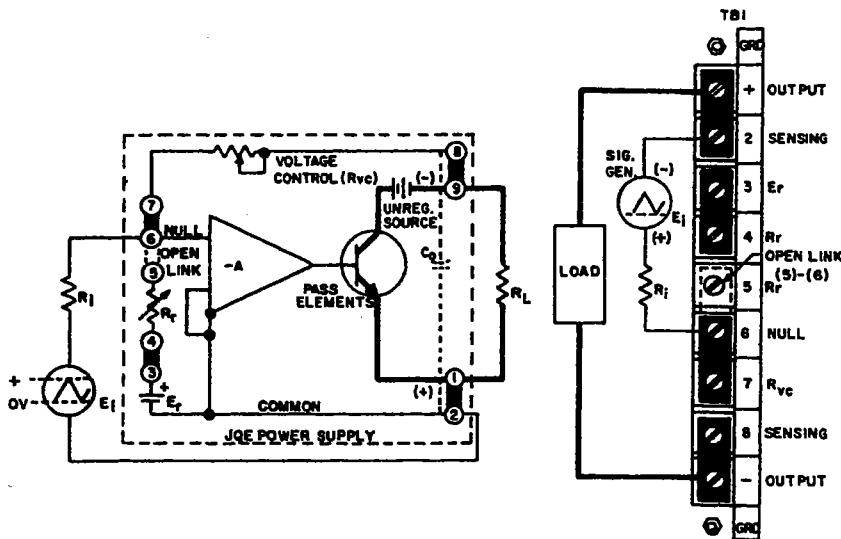 8
VOLTAGE
CONTROL (Rvc)
(-)
9
UNREG.
SOURCE
7
6
NULL
OPEN
LINK
5
-A
Rr
4
3
+
Er
PASS
ELEMENTS
Co
RL
Ri
+
0V
Ei
(+)
1
COMMON
2
JQE POWER SUPPLY
TB1
GRD
+ OUTPUT
2 SENSING
SIG.
GEN.
(-)
3 Er
Ei
(+)
4 Rr
LOAD
OPEN LINK
(5)-(6)
5 Rr
Ri
6 NULL
7 Rvc
8 SENSING
- OUTPUT
GRD